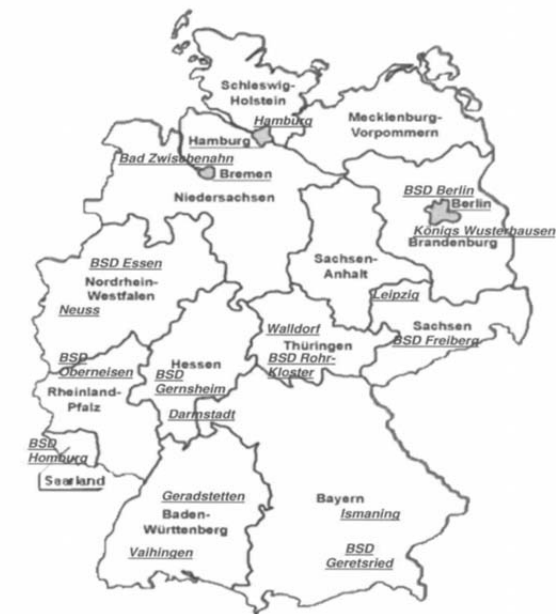 Schleswig-
Holstein
Hamburg
Mecklenburg-
Vorpommern
Hamburg
Bad Zwischenahn
Bremen
Niedersachsen
BSD Berlin
Berlin
Königs Wusterhausen
Brandenburg
BSD Essen
Nordrhein-
Westfalen
Neuss
Sachsen-
Anhalt
Leipzig
Sachsen
BSD Freiberg
Walldorf
Thüringen
BSD Rohr-
Kloster
Hessen
BSD
Gernsheim
Darmstadt
BSD
Oberneisen
Rheinland-
Pfalz
BSD
Homburg
Saarland
Geradstetten
Baden-
Württenberg
Vaihingen
Bayern
Ismaning
BSD
Geretsried